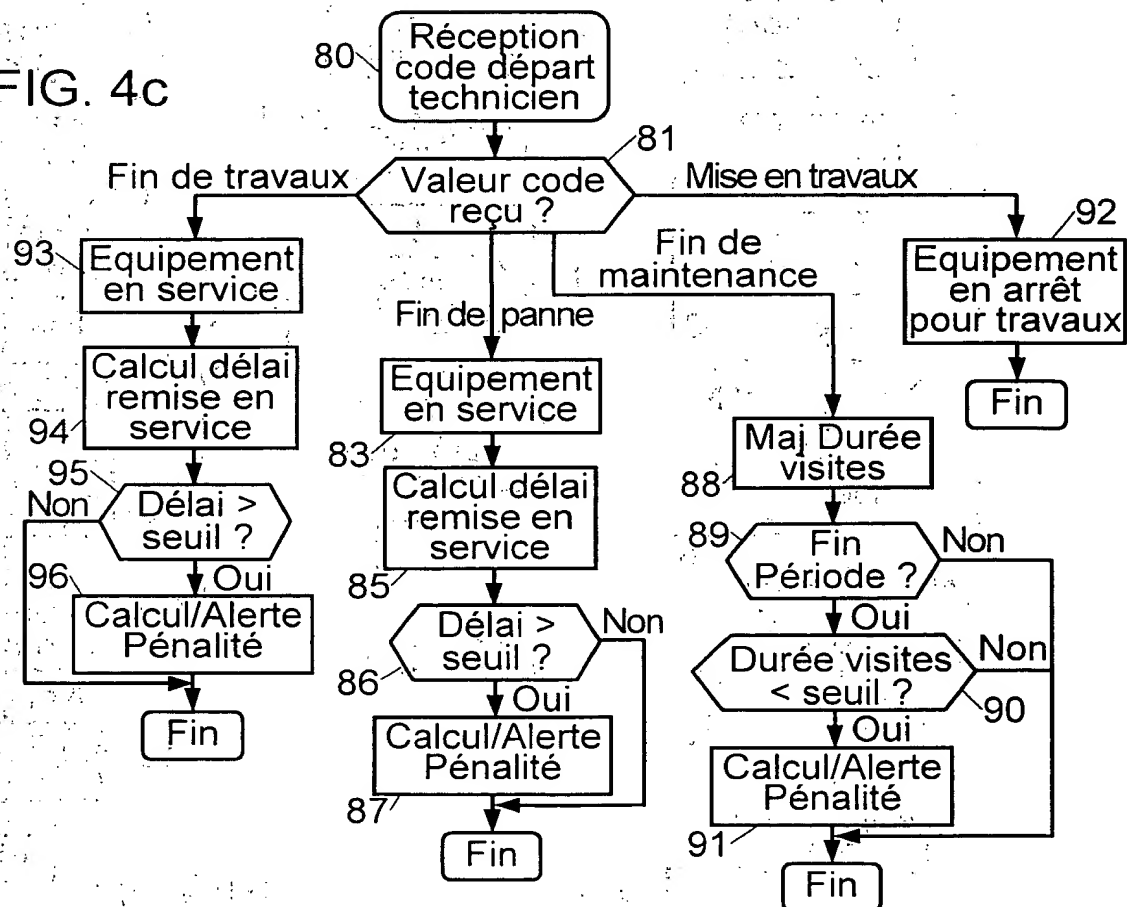 FIG. 4c
80
Réception
code départ
technicien
81
Valeur code
reçu ?
Fin de travaux
Mise en travaux
Fin de panne
Fin de
maintenance
93
Equipement
en service
94
Calcul délai
remise en
service
95
Délai >
seuil ?
Non
Oui
96
Calcul/Alerte
Pénalité
Fin
83
Equipement
en service
85
Calcul délai
remise en
service
86
Délai >
seuil ?
Non
Oui
87
Calcul/Alerte
Pénalité
Fin
88
Maj Durée
visites
89
Fin
Période ?
Non
Oui
90
Durée visites
< seuil ?
Non
Oui
91
Calcul/Alerte
Pénalité
Fin
92
Equipement
en arrêt
pour travaux
Fin